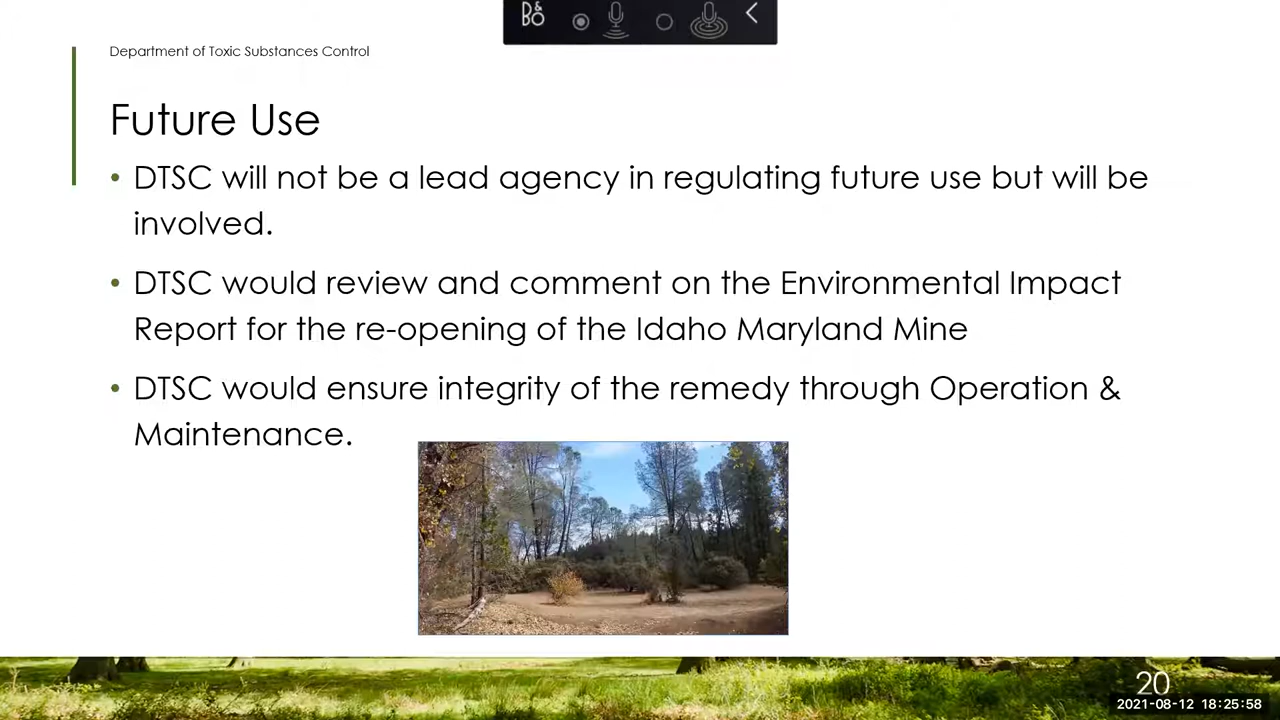 B&O
Department of Toxic Substances Control
Future Use
• DTSC will not be a lead agency in regulating future use but will be
involved.
• DTSC would review and comment on the Environmental Impact
Report for the re-opening of the Idaho Maryland Mine
• DTSC would ensure integrity of the remedy through Operation &
Maintenance.
20
2021-08-12 18:25:58